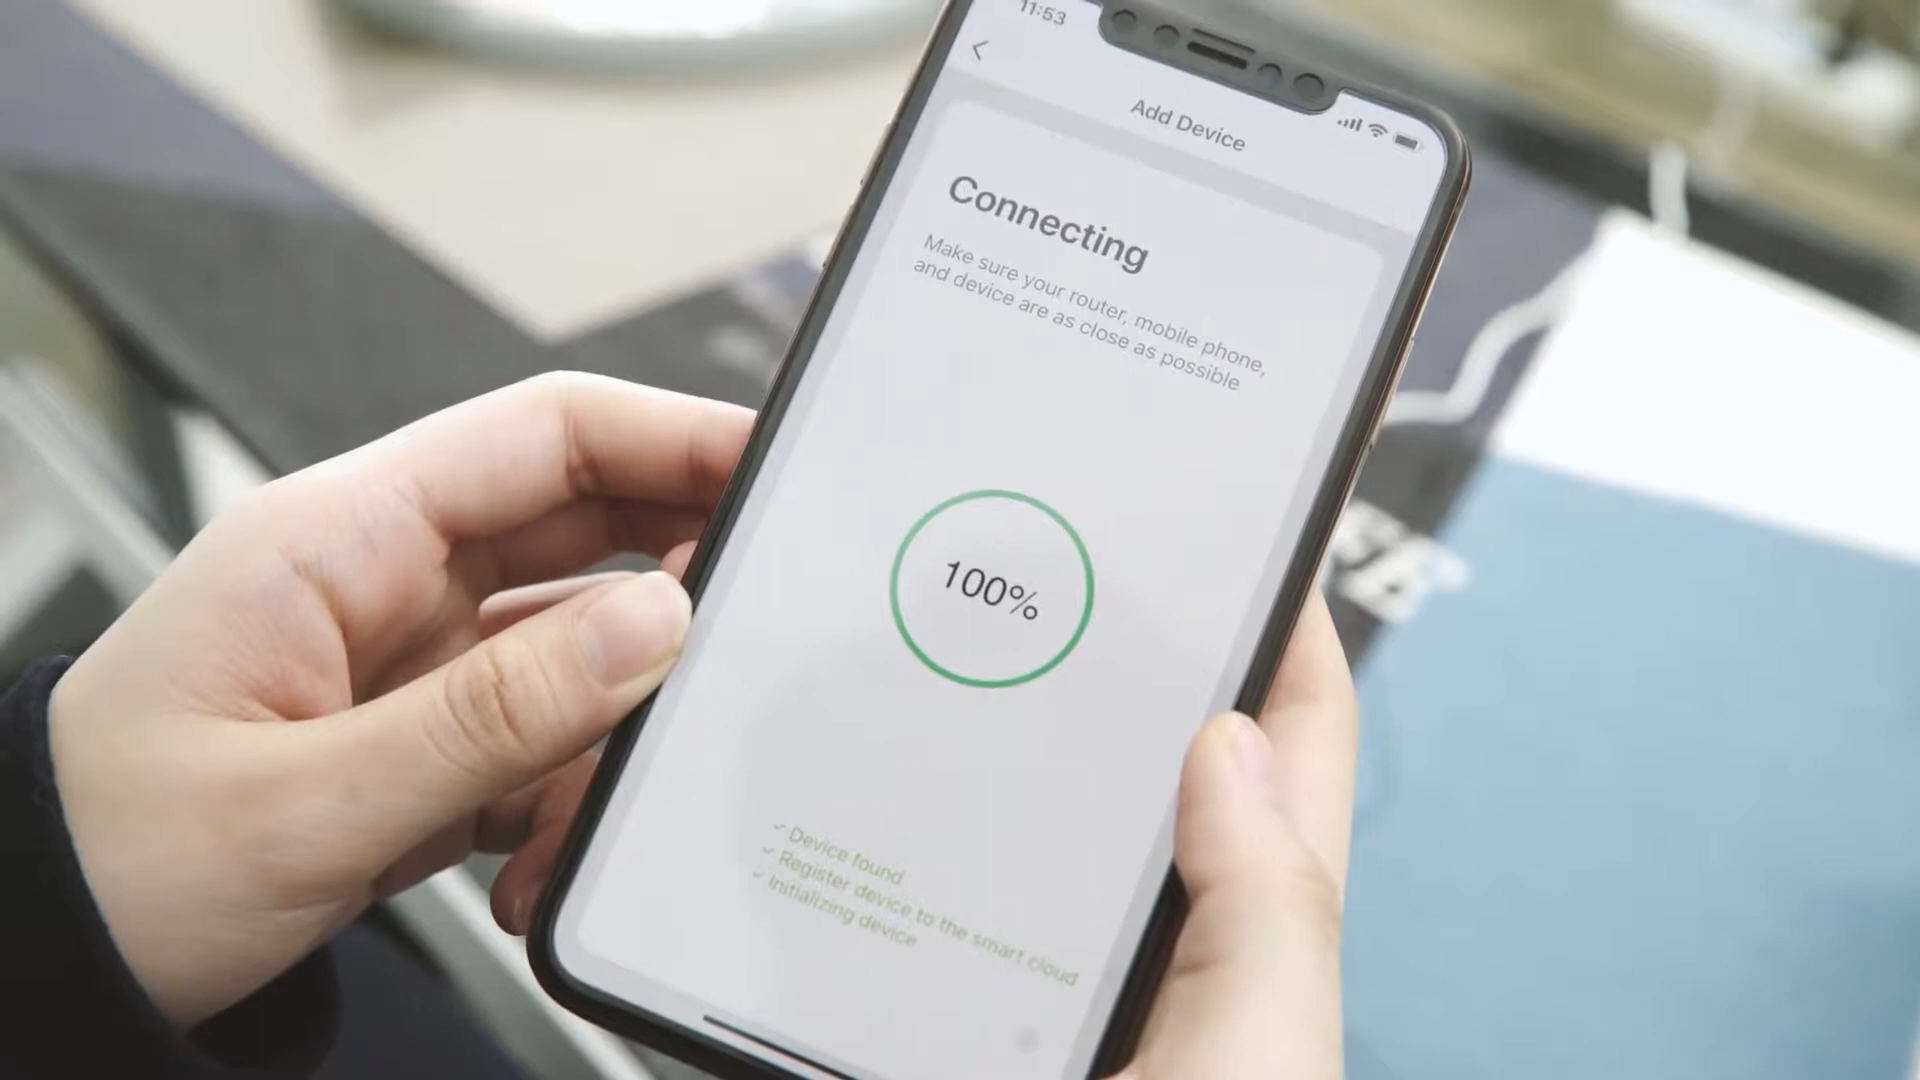 11:53
Add Device
Connecting
Make sure your router, mobile phone,
and device are as close as possible
100%
Device found
Register device to the smart cloud
Initializing device